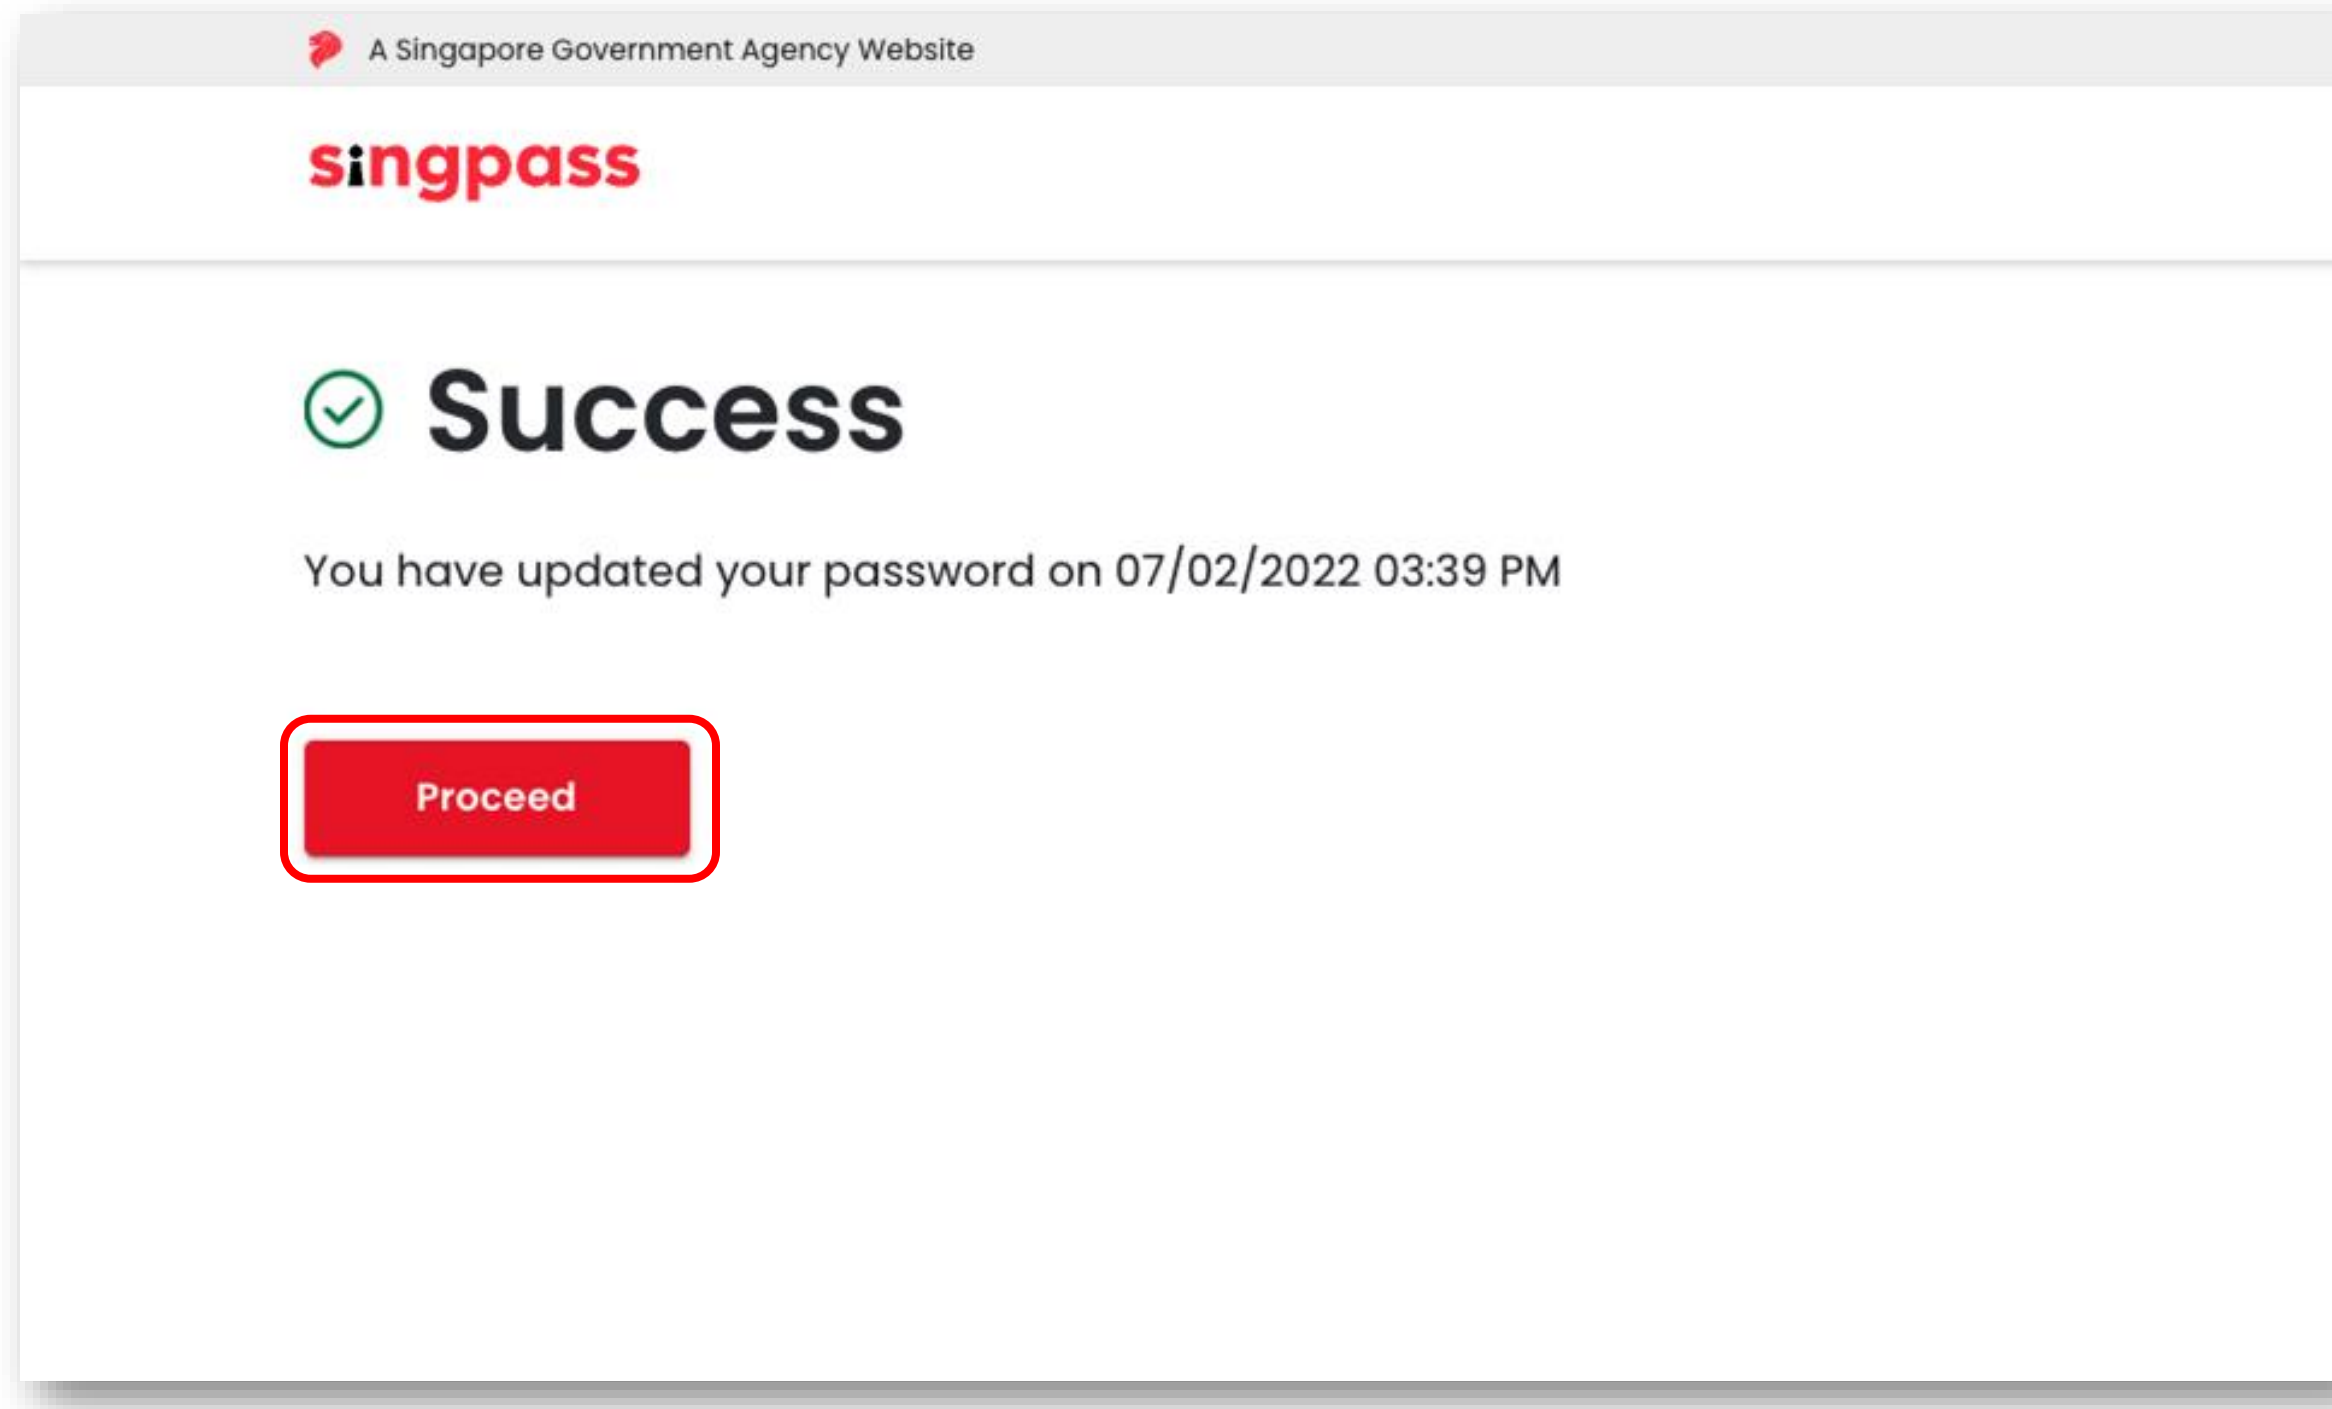 A Singapore Government Agency Website
singpass
Success
You have updated your password on 07/02/2022 03:39 PM
Proceed